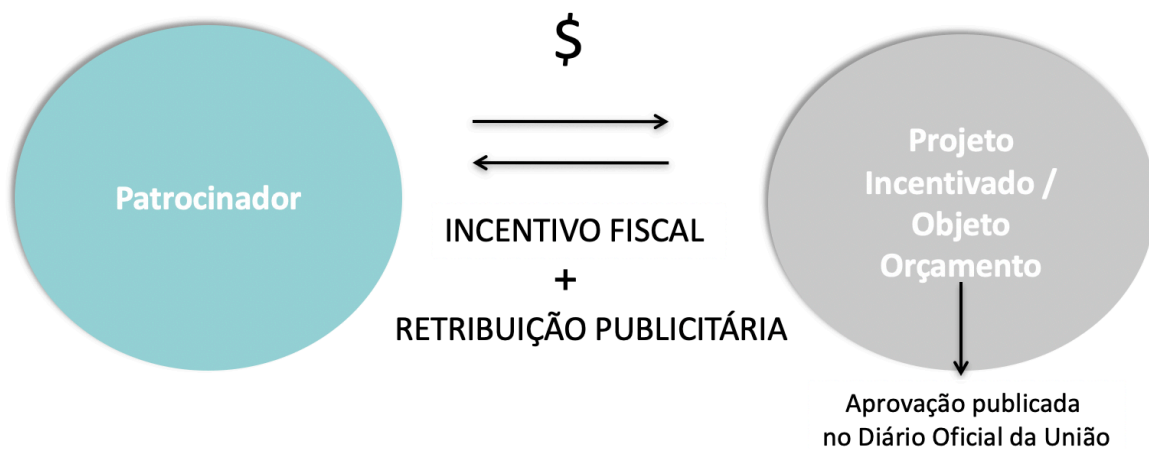 $
Patrocinador
INCENTIVO FISCAL
+
RETRIBUIÇÃO PUBLICITÁRIA
Projeto
Incentivado /
Objeto
Orçamento
Aprovação publicada
no Diário Oficial da União